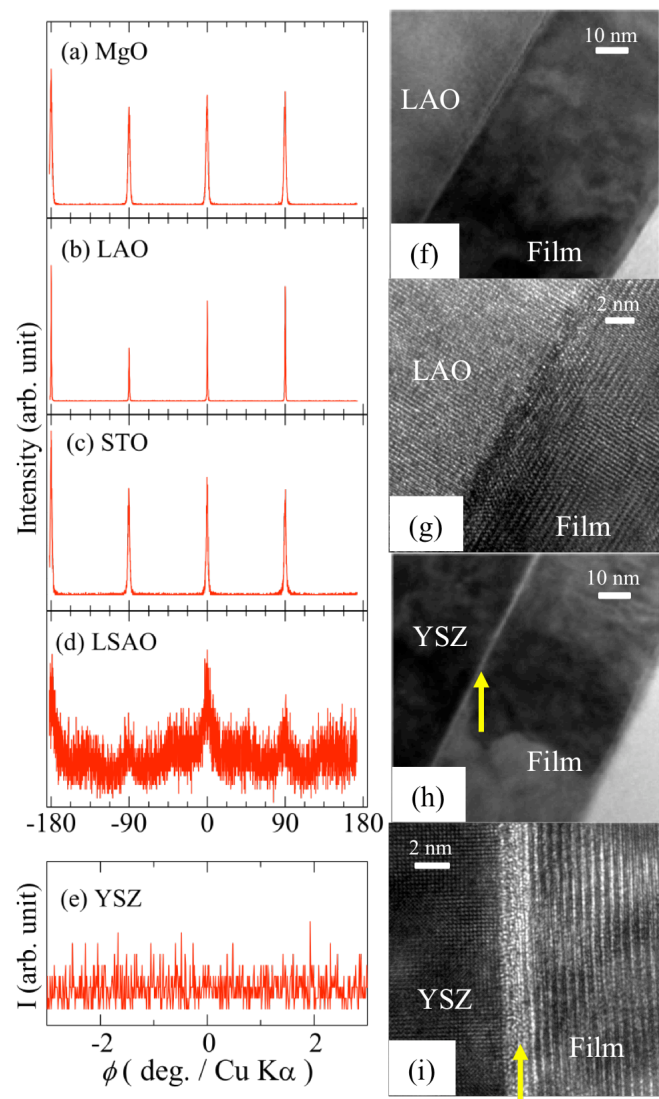 Intensity (arb. unit)
(a) MgO
(b) LAO
(c) STO
(d) LSAO
-180 -90 0 90 180
I (arb. unit)
(e) YSZ
-2 0 2
ϕ ( deg. / Cu Kα )
10 nm
LAO
(f)
Film
2 nm
LAO
(g)
Film
10 nm
YSZ
(h)
Film
2 nm
YSZ
(i)
Film